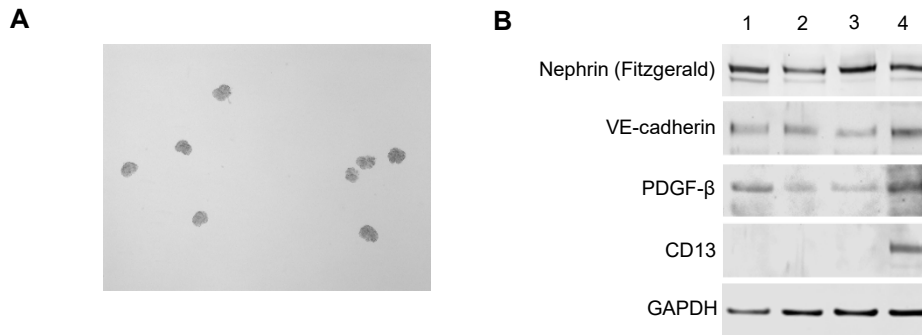 A
B
1 2 3 4
Nephrin (Fitzgerald)
VE-cadherin
PDGF-β
CD13
GAPDH